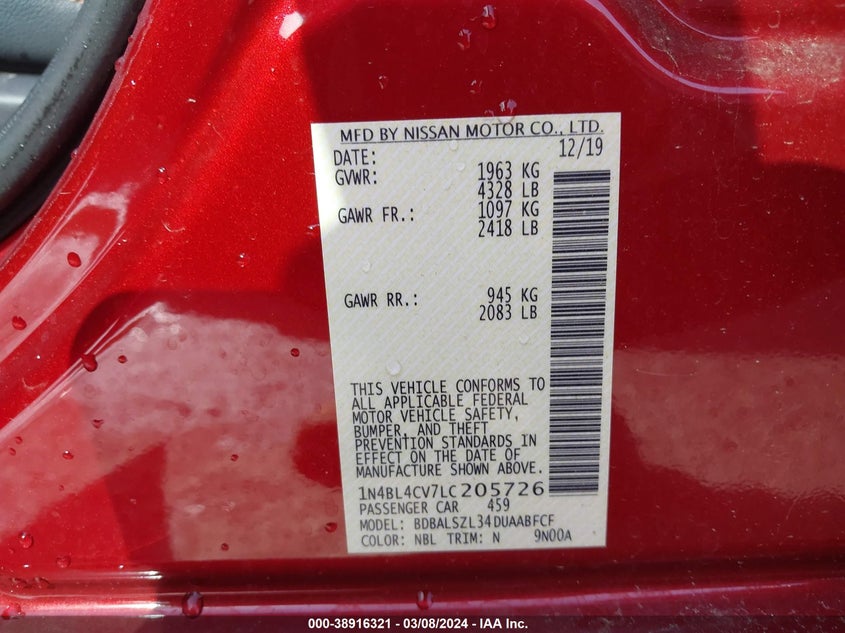 MFD BY NISSAN MOTOR CO., LTD.
DATE: 12/19
GVWR: 1963 KG
4328 LB
GAWR FR.: 1097 KG
2418 LB
GAWR RR.: 945 KG
2083 LB
THIS VEHICLE CONFORMS TO
ALL APPLICABLE FEDERAL
MOTOR VEHICLE SAFETY,
BUMPER, AND THEFT
PREVENTION STANDARDS IN
EFFECT ON THE DATE OF
MANUFACTURE SHOWN ABOVE.
1N4BL4CV7LC205726
PASSENGER CAR 459
MODEL: BDBALSZL34DUAABFCF
COLOR: NBL TRIM: N 9N00A
000-38916321 - 03/08/2024 - IAA Inc.